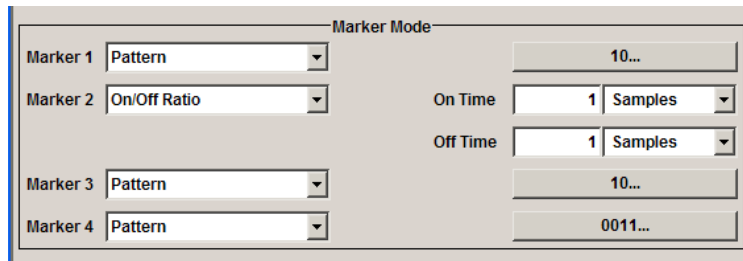 Marker Mode
Marker 1 Pattern 10...
Marker 2 On/Off Ratio On Time 1 Samples
Off Time 1 Samples
Marker 3 Pattern 10...
Marker 4 Pattern 0011...